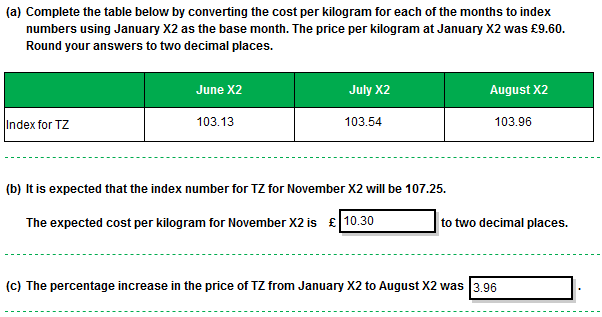 (a) Complete the table below by converting the cost per kilogram for each of the months to index
numbers using January X2 as the base month. The price per kilogram at January X2 was £9.60.
Round your answers to two decimal places.
June X2 July X2 August X2
Index for TZ 103.13 103.54 103.96
(b) It is expected that the index number for TZ for November X2 will be 107.25.
The expected cost per kilogram for November X2 is £ 10.30 to two decimal places.
(c) The percentage increase in the price of TZ from January X2 to August X2 was 3.96 .